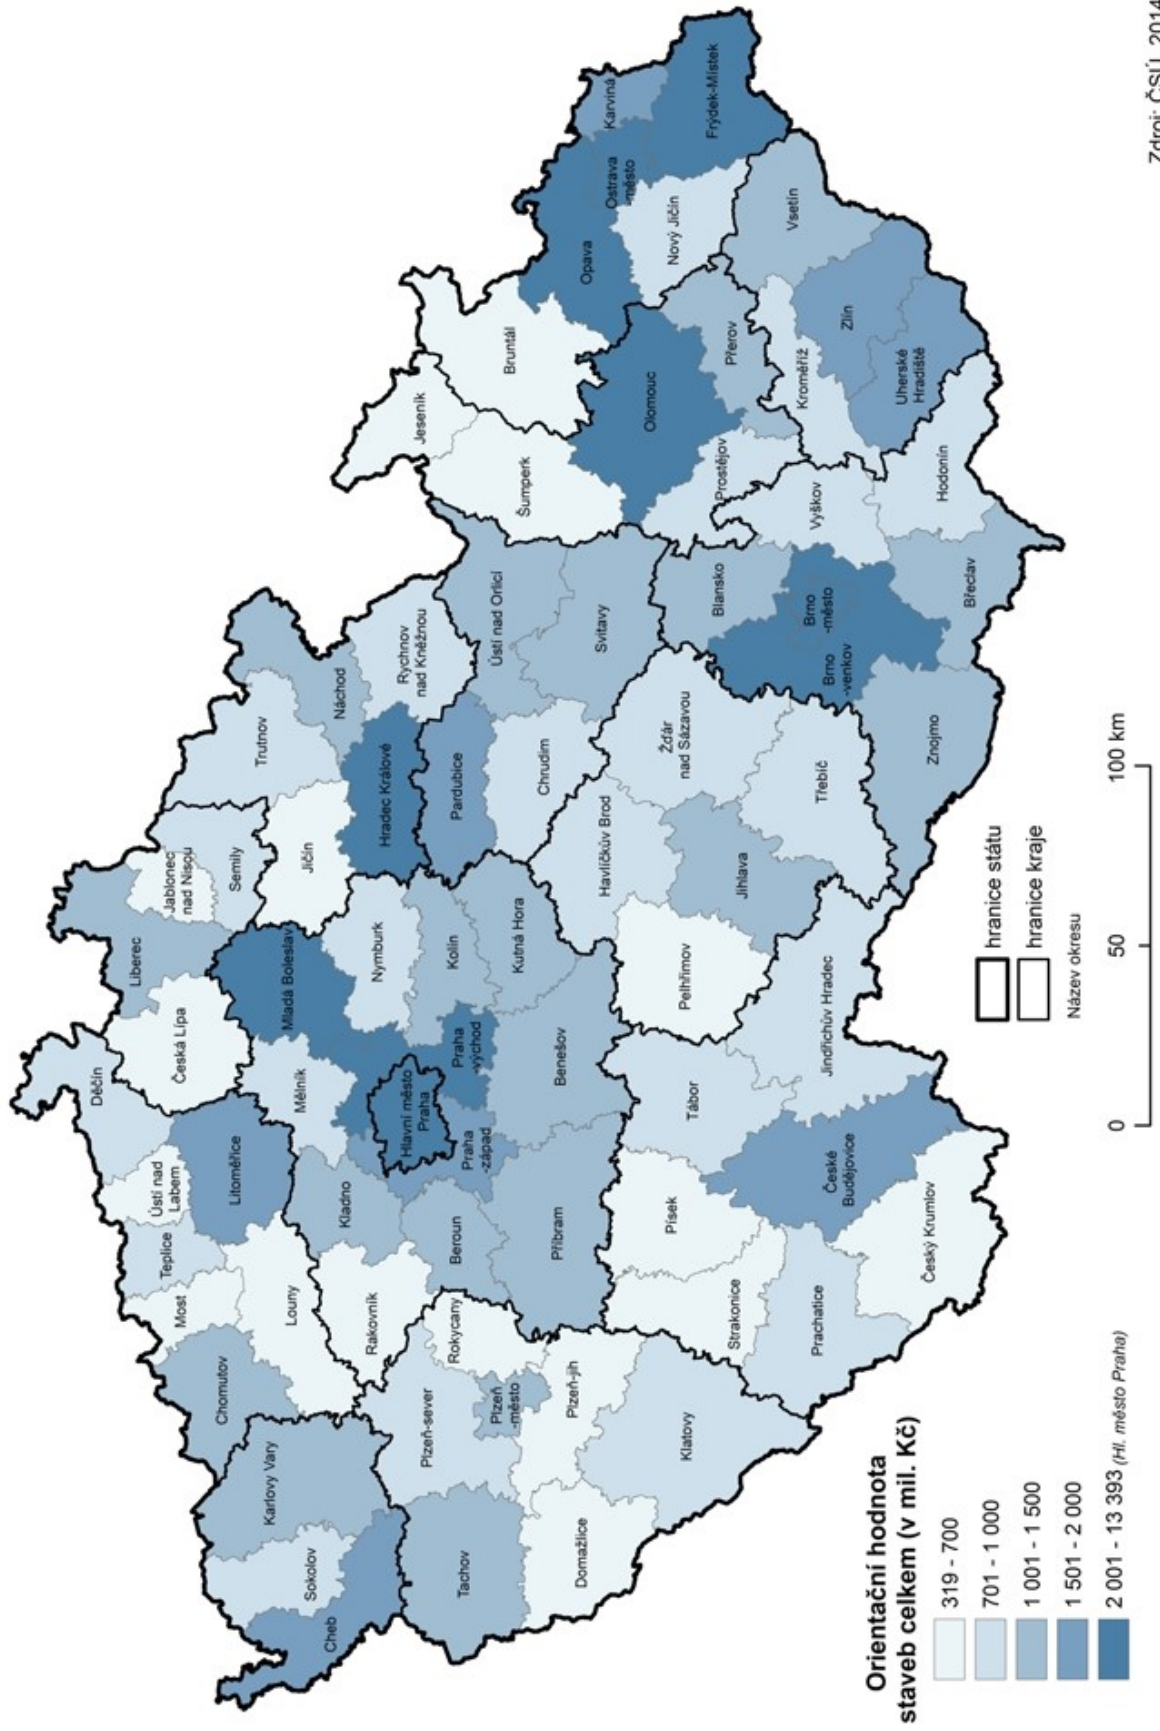 Děčín
Liberec
Jablonec
nad Nisou
Česká Lípa
Ústí nad
Labem
Teplice
Most
Semily
Trutnov
Litoměřice
Mělník
Mladá Boleslav
Jičín
Náchod
Chomutov
Louny
Karlovy Vary
Sokolov
Cheb
Kladno
Rakovník
Hlavní město
Praha
Nymburk
Hradec Králové
Rychnov
nad Kněžnou
Jeseník
Bruntál
Šumperk
Plzeň-sever
Rokycany
Beroun
Praha
-východ
Praha
-západ
Kolín
Pardubice
Ústí nad Orlicí
Tachov
Plzeň
-město
Kutná Hora
Chrudim
Svitavy
Opava
Ostrava
-město
Karviná
Domažlice
Plzeň-jih
Příbram
Benešov
Havlíčkův Brod
Olomouc
Nový Jičín
Frýdek-Místek
Klatovy
Písek
Tábor
Pelhřimov
Žďár
nad Sázavou
Blansko
Prostějov
Přerov
Vsetín
Strakonice
Jihlava
Kroměříž
Prachatice
České
Budějovice
Jindřichův Hradec
Třebíč
Brno
-město
Brno
-venkov
Vyškov
Zlín
Český Krumlov
Znojmo
Břeclav
Hodonín
Uherské
Hradiště
Orientační hodnota
staveb celkem (v mil. Kč)
319 - 700
701 - 1 000
1 001 - 1 500
1 501 - 2 000
2 001 - 13 393 (Hl. město Praha)
hranice státu
hranice kraje
Název okresu
0 50 100 km
Zdroj: ČSÚ, 2014